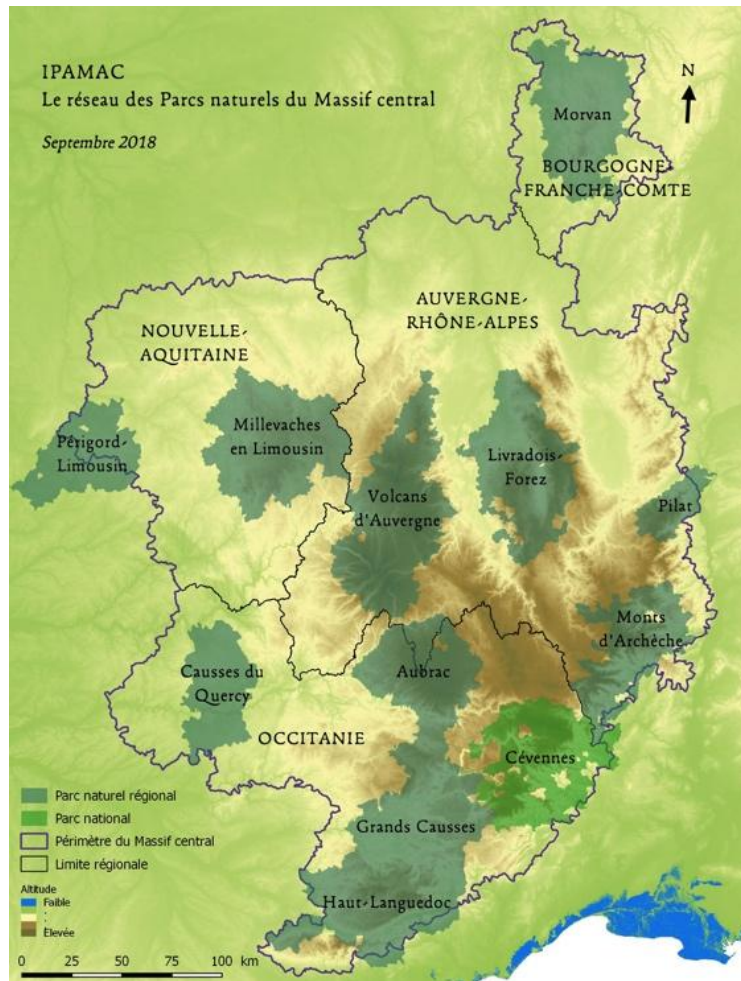 IPAMAC
Le réseau des Parcs naturels du Massif central
Septembre 2018
N
Morvan
BOURGOGNE-
FRANCHE-COMTE
AUVERGNE-
RHÔNE-ALPES
NOUVELLE-
AQUITAINE
Périgord-
Limousin
Millevaches
en Limousin
Volcans
d'Auvergne
Livradois-
Forez
Pilat
Monts
d'Archèche
Aubrac
Causses du
Quercy
OCCITANIE
Cévennes
Grands Causses
Haut-Languedoc
Parc naturel régional
Parc national
Périmètre du Massif central
Limite régionale
Altitude
Faible
:
Elevée
0 25 50 75 100 km